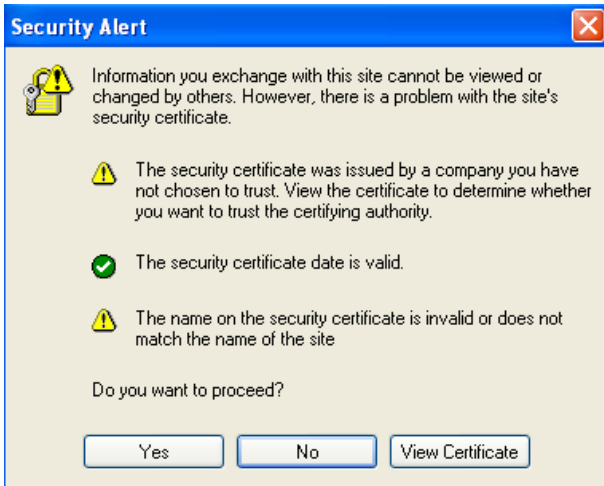 Security Alert
Information you exchange with this site cannot be viewed or
changed by others. However, there is a problem with the site's
security certificate.
The security certificate was issued by a company you have
not chosen to trust. View the certificate to determine whether
you want to trust the certifying authority.
The security certificate date is valid.
The name on the security certificate is invalid or does not
match the name of the site
Do you want to proceed?
Yes
No
View Certificate